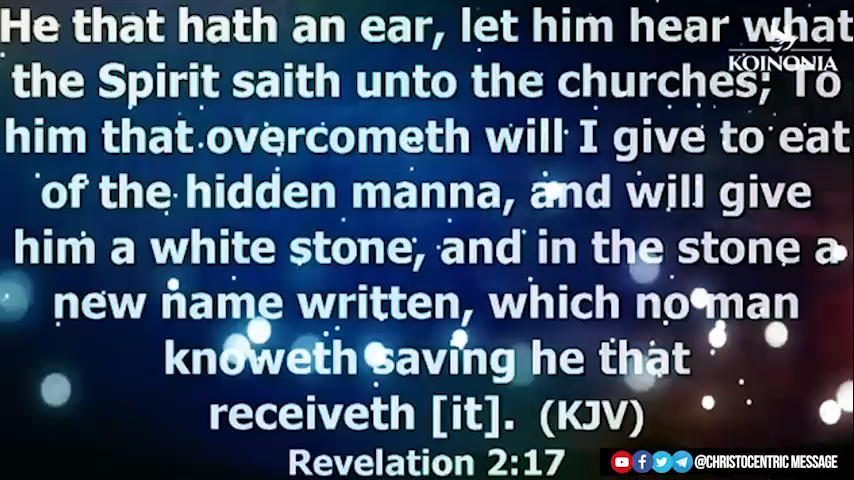 He that hath an ear, let him hear what
KOINONIA
the Spirit saith unto the churches; To
him that overcometh will I give to eat
of the hidden manna, and will give
him a white stone, and in the stone a
new name written, which no man
knoweth saving he that
receiveth [it]. (KJV)
Revelation 2:17
@CHRISTOCENTRIC MESSAGE